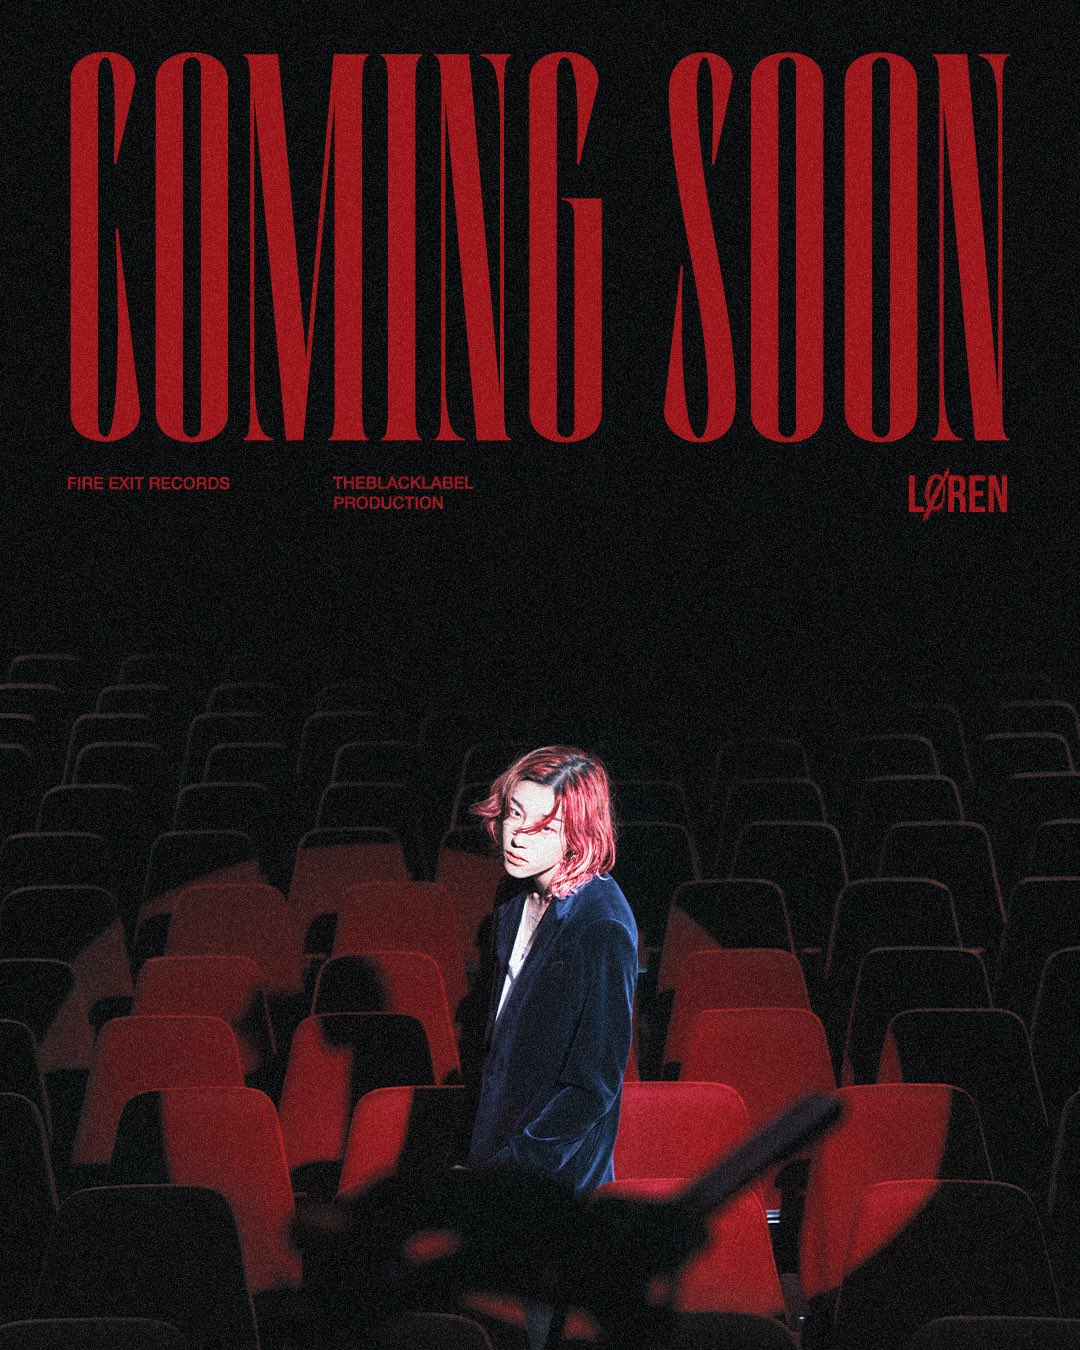 COMING SOON
FIRE EXIT RECORDS
THEBLACKLABEL
PRODUCTION
LØREN